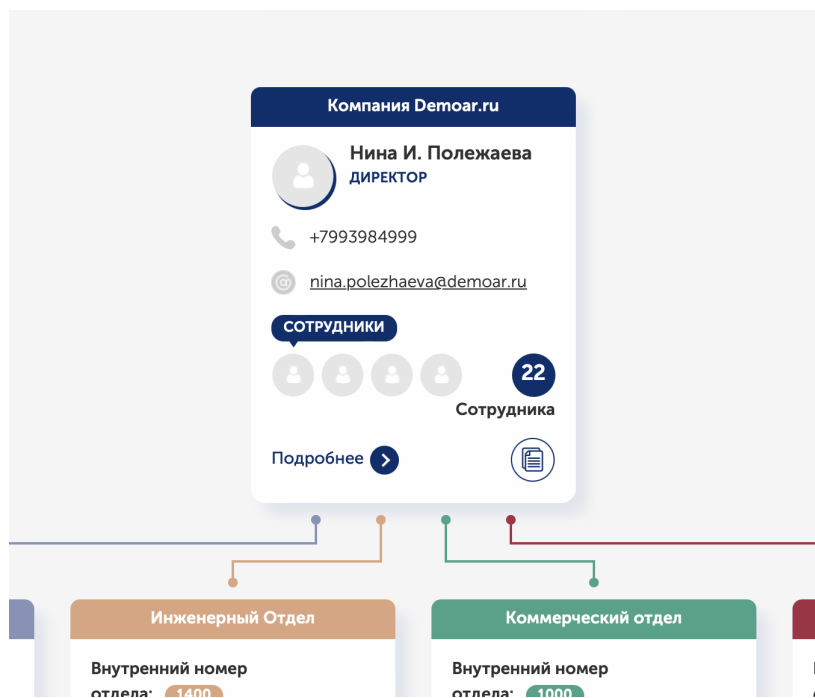 Компания Demoar.ru
Нина И. Полежаева
ДИРЕКТОР
+7993984999
nina.polezhaeva@demoar.ru
СОТРУДНИКИ
22
Сотрудника
Подробнее
Инженерный Отдел
Коммерческий отдел
Внутренний номер
отдела: 1400
Внутренний номер
отдела: 1000